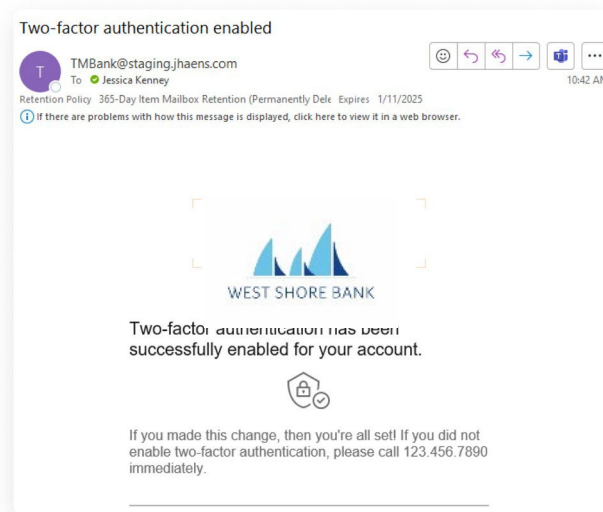 Two-factor authentication enabled
T
TMBank@staging.jhaens.com
To Jessica Kenney
10:42 AM
Retention Policy 365-Day Item Mailbox Retention (Permanently Dele Expires 1/11/2025
If there are problems with how this message is displayed, click here to view it in a web browser.
WEST SHORE BANK
Two-factor authentication has been
successfully enabled for your account.
If you made this change, then you're all set! If you did not
enable two-factor authentication, please call 123.456.7890
immediately.